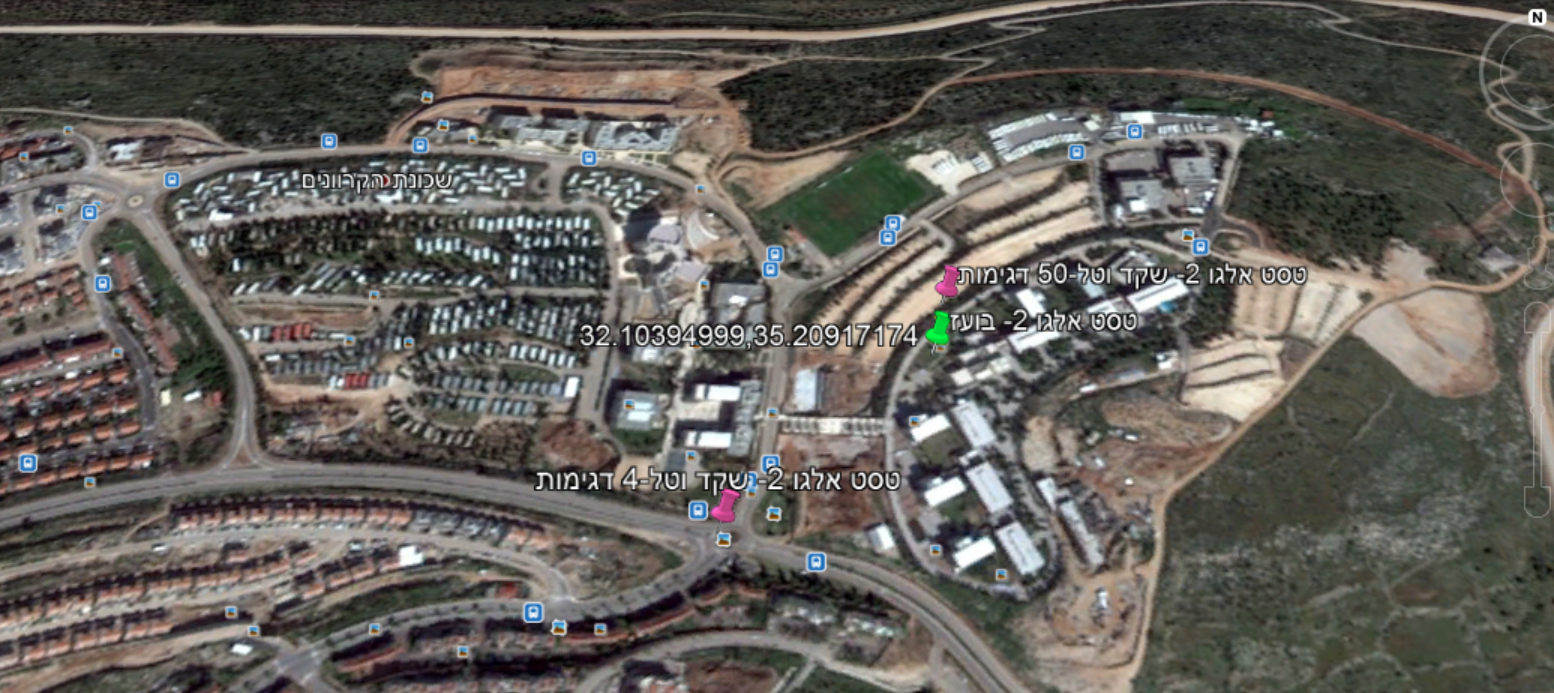 N
שכונת הקרוונים
טסט אלגו 2- שקד וטל-50 דגימות
טסט אלגו 2- בועז
32.10394999,35.20917174
טסט אלגו 2- שקד וטל-4 דגימות